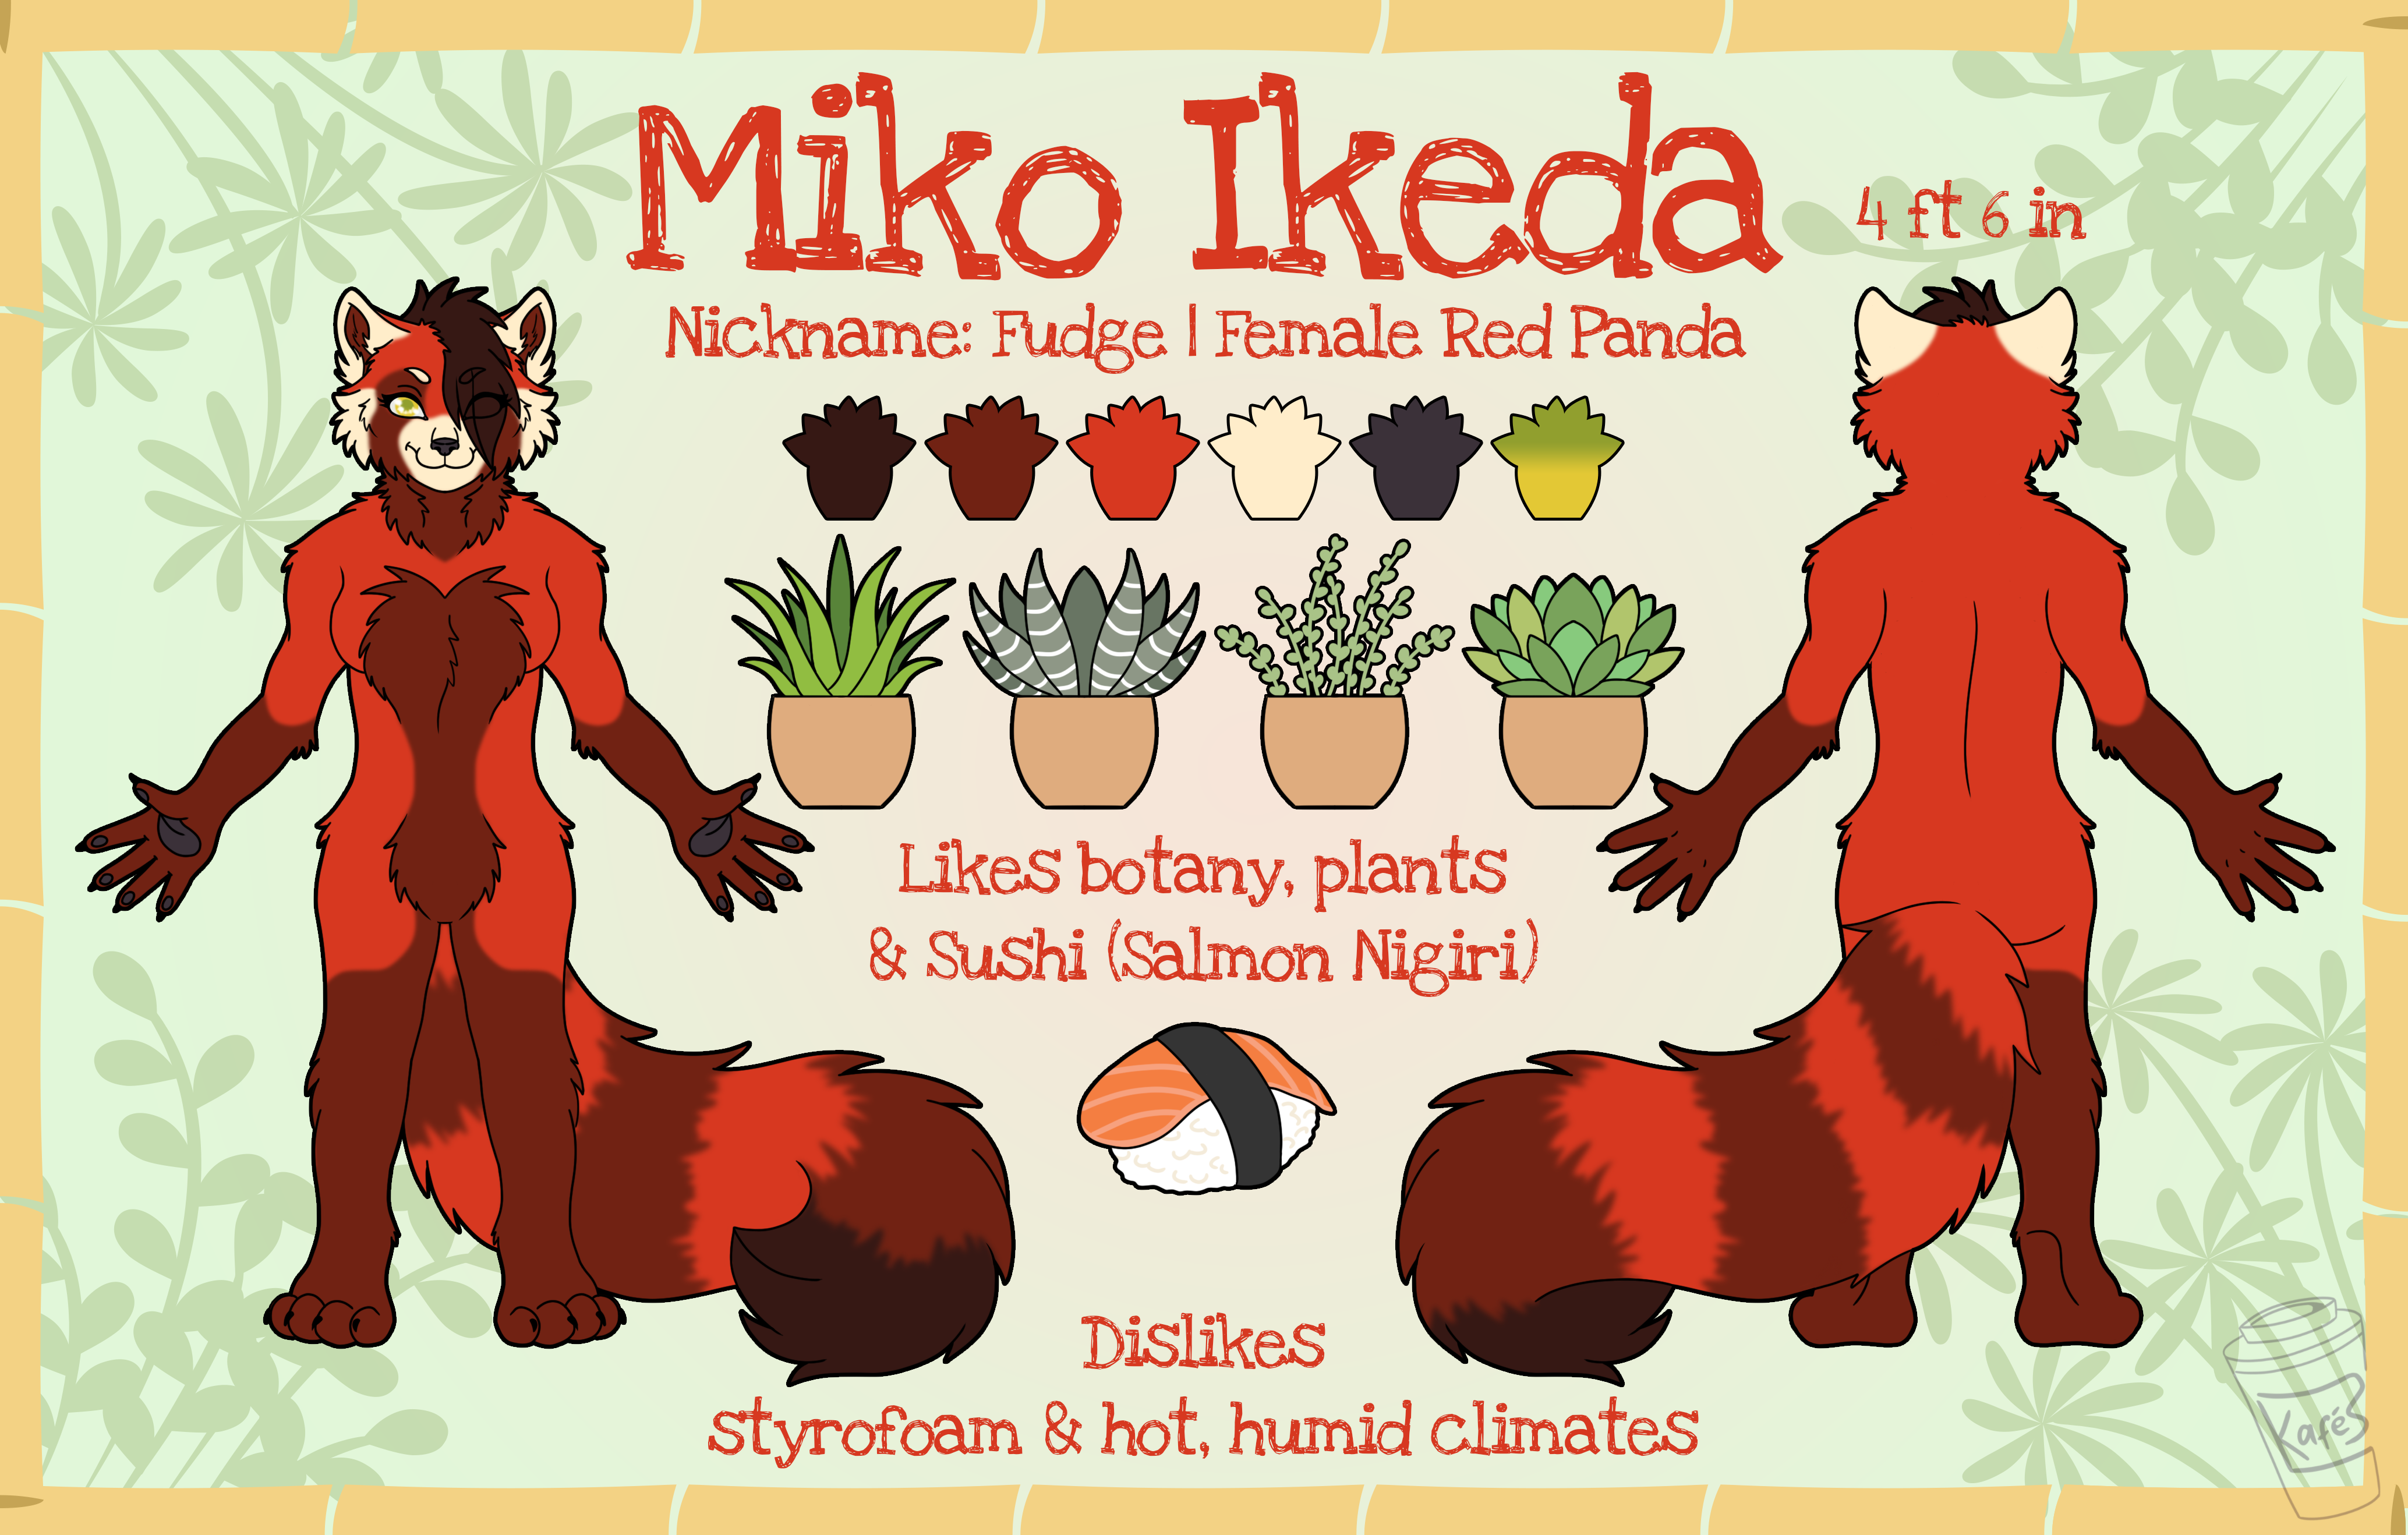 Miko Ikeda
4 ft 6 in
Nickname: Fudge | Female Red Panda
Likes botany, plants
& Sushi (Salmon Nigiri)
Dislikes
styrofoam & hot, humid climates
Kafés